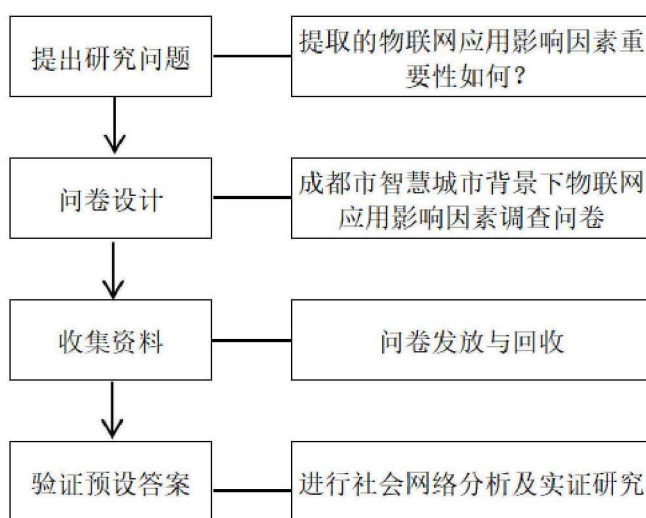 提出研究问题
提取的物联网应用影响因素重
要性如何？
问卷设计
成都市智慧城市背景下物联网
应用影响因素调查问卷
收集资料
问卷发放与回收
验证预设答案
进行社会网络分析及实证研究